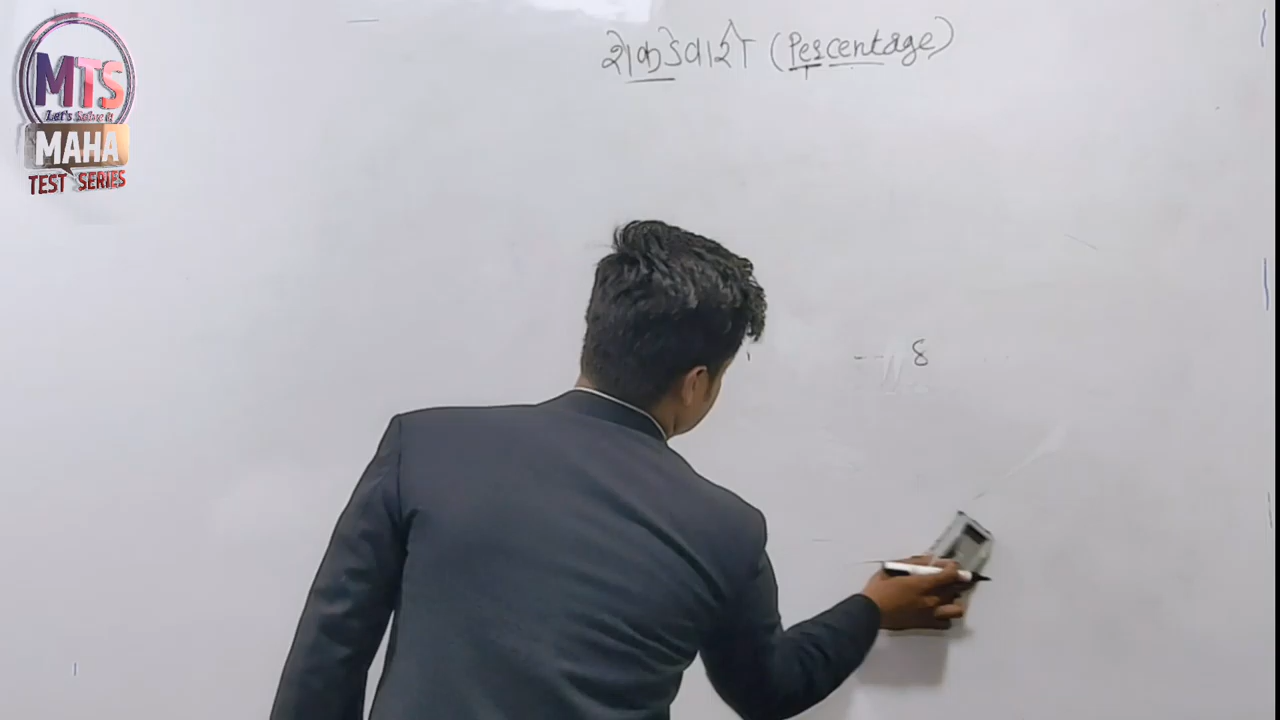 MTS
Let's Solve it
MAHA
TEST SERIES
शेकडेवारी (Percentage)
8